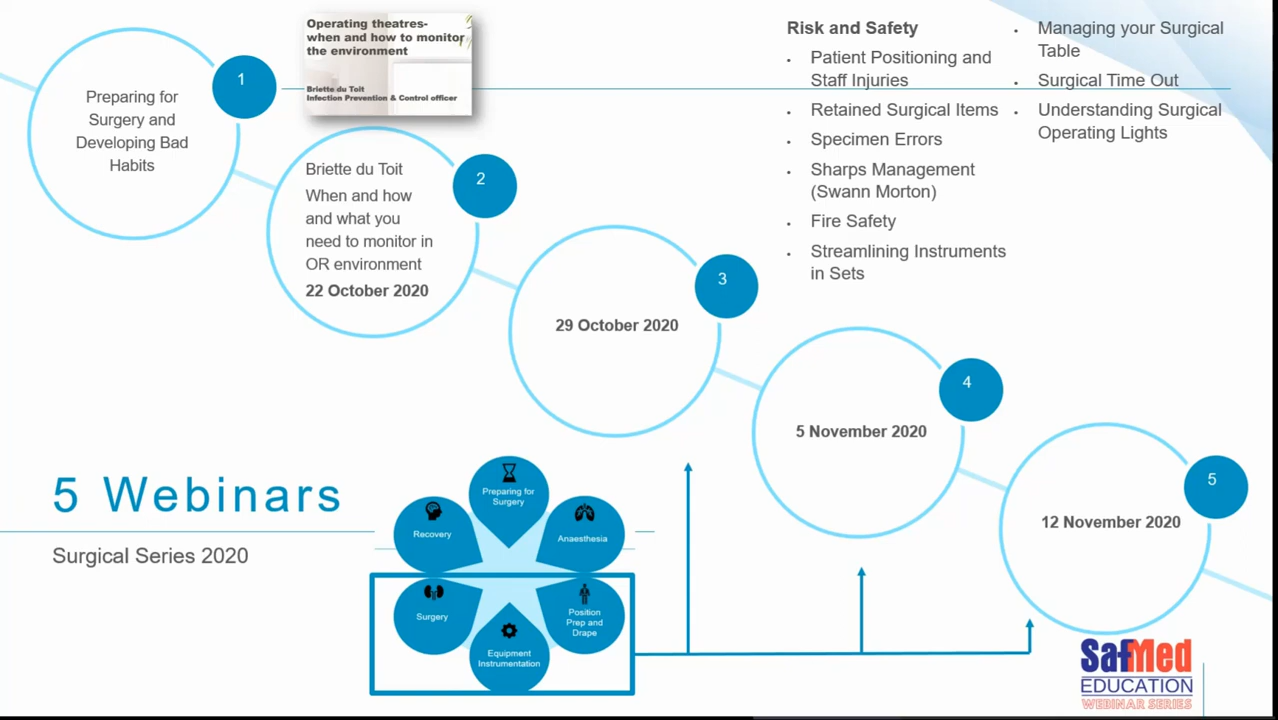 Preparing for
Surgery and
Developing Bad
Habits
1
Operating theatres-
when and how to monitor
the environment
Briette du Toit
Infection Prevention & Control officer
Briette du Toit
When and how
and what you
need to monitor in
OR environment
22 October 2020
2
29 October 2020
3
5 November 2020
4
12 November 2020
5
Risk and Safety
• Patient Positioning and
Staff Injuries
• Retained Surgical Items
• Specimen Errors
• Sharps Management
(Swann Morton)
• Fire Safety
• Streamlining Instruments
in Sets
• Managing your Surgical
Table
• Surgical Time Out
• Understanding Surgical
Operating Lights
5 Webinars
Surgical Series 2020
Preparing for
Surgery
Anaesthesia
Position
Prep and
Drape
Equipment
Instrumentation
Surgery
Recovery
SafMed
EDUCATION
WEBINAR SERIES